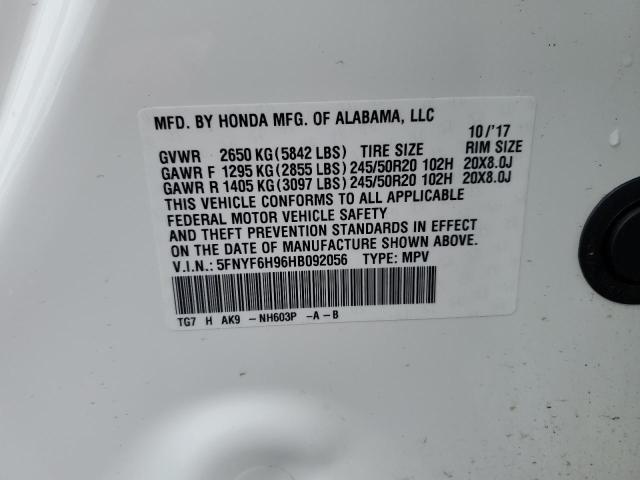 MFD. BY HONDA MFG. OF ALABAMA, LLC 10/'17
GVWR 2650 KG(5842 LBS) TIRE SIZE RIM SIZE
GAWR F 1295 KG(2855 LBS)245/50R20 102H 20X8.0J
GAWR R 1405 KG(3097 LBS)245/50R20 102H 20X8.0J
THIS VEHICLE CONFORMS TO ALL APPLICABLE
FEDERAL MOTOR VEHICLE SAFETY
AND THEFT PREVENTION STANDARDS IN EFFECT
ON THE DATE OF MANUFACTURE SHOWN ABOVE.
V.I.N.: 5FNYF6H96HB092056 TYPE: MPV
TG7 H AK9 -NH603P -A-B